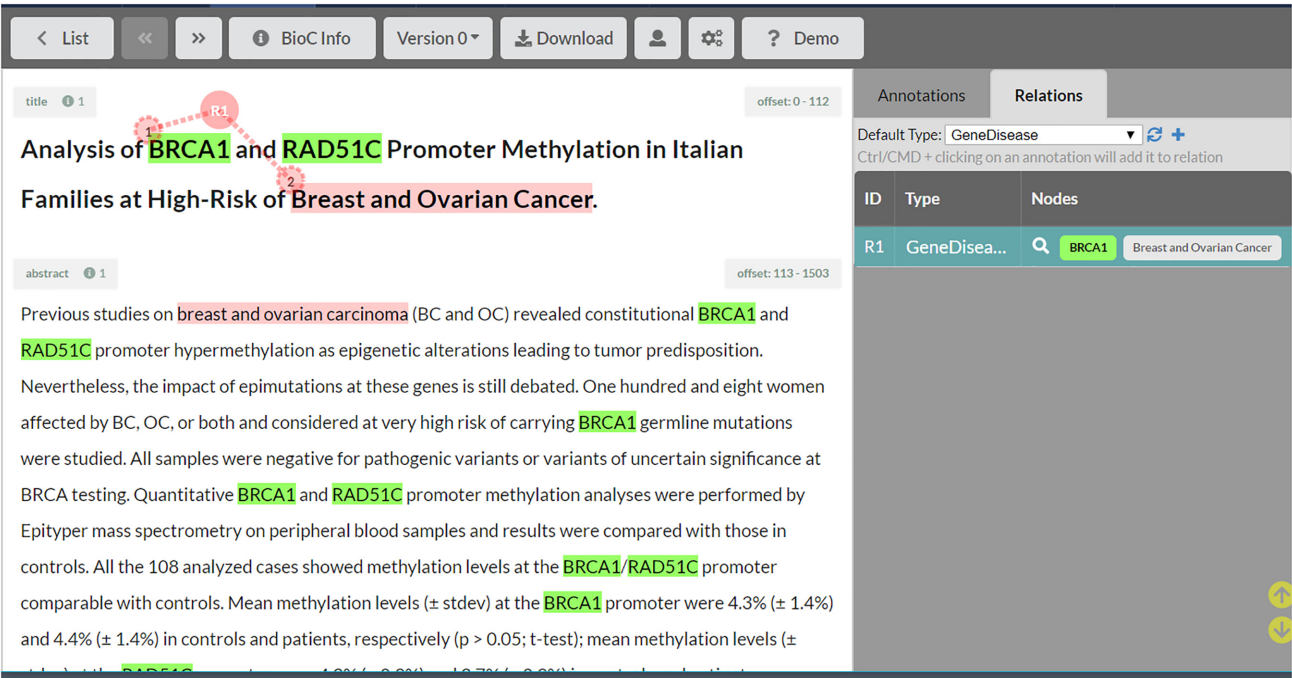 List
«
»
BioC Info
Version 0
Download
? Demo
title 1
R1
offset: 0 - 112
1
Analysis of BRCA1 and RAD51C Promoter Methylation in Italian
2
Families at High-Risk of Breast and Ovarian Cancer.
abstract 1
offset: 113 - 1503
Previous studies on breast and ovarian carcinoma (BC and OC) revealed constitutional BRCA1 and
RAD51C promoter hypermethylation as epigenetic alterations leading to tumor predisposition.
Nevertheless, the impact of epimutations at these genes is still debated. One hundred and eight women
affected by BC, OC, or both and considered at very high risk of carrying BRCA1 germline mutations
were studied. All samples were negative for pathogenic variants or variants of uncertain significance at
BRCA testing. Quantitative BRCA1 and RAD51C promoter methylation analyses were performed by
Epityper mass spectrometry on peripheral blood samples and results were compared with those in
controls. All the 108 analyzed cases showed methylation levels at the BRCA1/RAD51C promoter
comparable with controls. Mean methylation levels (± stdev) at the BRCA1 promoter were 4.3% (± 1.4%)
and 4.4% (± 1.4%) in controls and patients, respectively (p > 0.05; t-test); mean methylation levels (±
Annotations
Relations
Default Type: GeneDisease
Ctrl/CMD + clicking on an annotation will add it to relation
ID Type Nodes
R1 GeneDisea... BRCA1 Breast and Ovarian Cancer